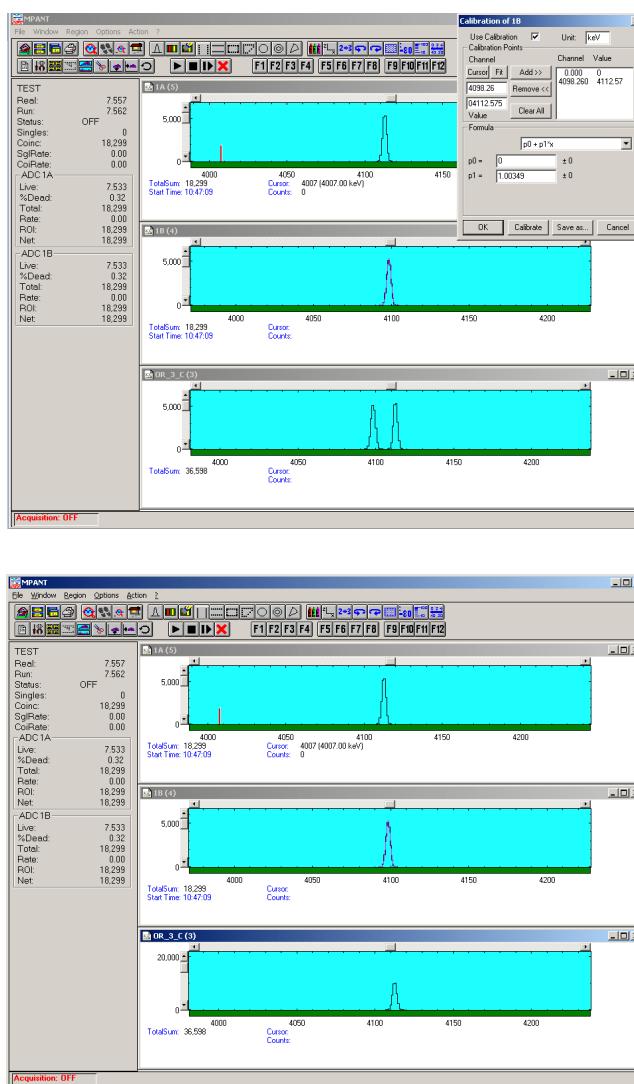 MPANT
File Window Region Options Action ?
F1 F2 F3 F4 F5 F6 F7 F8 F9 F10 F11 F12
TEST
Real: 7.557
Run: 7.562
Status: OFF
Singles: 0
Coinc: 18,299
SglRate: 0.00
CoiRate: 0.00
ADC1A
Live: 7.533
%Dead: 0.32
Total: 18,299
Rate: 0.00
ROI: 18,299
Net: 18,299
ADC1B
Live: 7.533
%Dead: 0.32
Total: 18,299
Rate: 0.00
ROI: 18,299
Net: 18,299
1A (5)
5,000
0
4000 4050 4100 4150
TotalSum: 18,299 Cursor: 4007 (4007.00 keV)
Start Time: 10:47:09 Counts: 0
1B (4)
5,000
0
4000 4050 4100 4150 4200
TotalSum: 18,299 Cursor:
Start Time: 10:47:09 Counts:
OR_3_C (3)
5,000
0
4000 4050 4100 4150 4200
TotalSum: 36,598 Cursor:
Counts:
Acquisition: OFF
Calibration of 1B
Use Calibration Unit: keV
Calibration Points
Channel Channel Value
Cursor Fit Add >> 0.000 0
4098.26 Remove << 4098.260 4112.57
04112.575 Clear All
Value
Formula
p0 + p1*x
p0 = 0 ± 0
p1 = 1.00349 ± 0
OK Calibrate Save as... Cancel
MPANT
File Window Region Options Action ?
F1 F2 F3 F4 F5 F6 F7 F8 F9 F10 F11 F12
TEST
Real: 7.557
Run: 7.562
Status: OFF
Singles: 0
Coinc: 18,299
SglRate: 0.00
CoiRate: 0.00
ADC1A
Live: 7.533
%Dead: 0.32
Total: 18,299
Rate: 0.00
ROI: 18,299
Net: 18,299
ADC1B
Live: 7.533
%Dead: 0.32
Total: 18,299
Rate: 0.00
ROI: 18,299
Net: 18,299
1A (5)
5,000
0
4000 4050 4100 4150 4200
TotalSum: 18,299 Cursor: 4007 (4007.00 keV)
Start Time: 10:47:09 Counts: 0
1B (4)
5,000
0
4000 4050 4100 4150 4200
TotalSum: 18,299 Cursor:
Start Time: 10:47:09 Counts:
OR_3_C (3)
20,000
0
4000 4050 4100 4150 4200
TotalSum: 36,598 Cursor:
Counts:
Acquisition: OFF